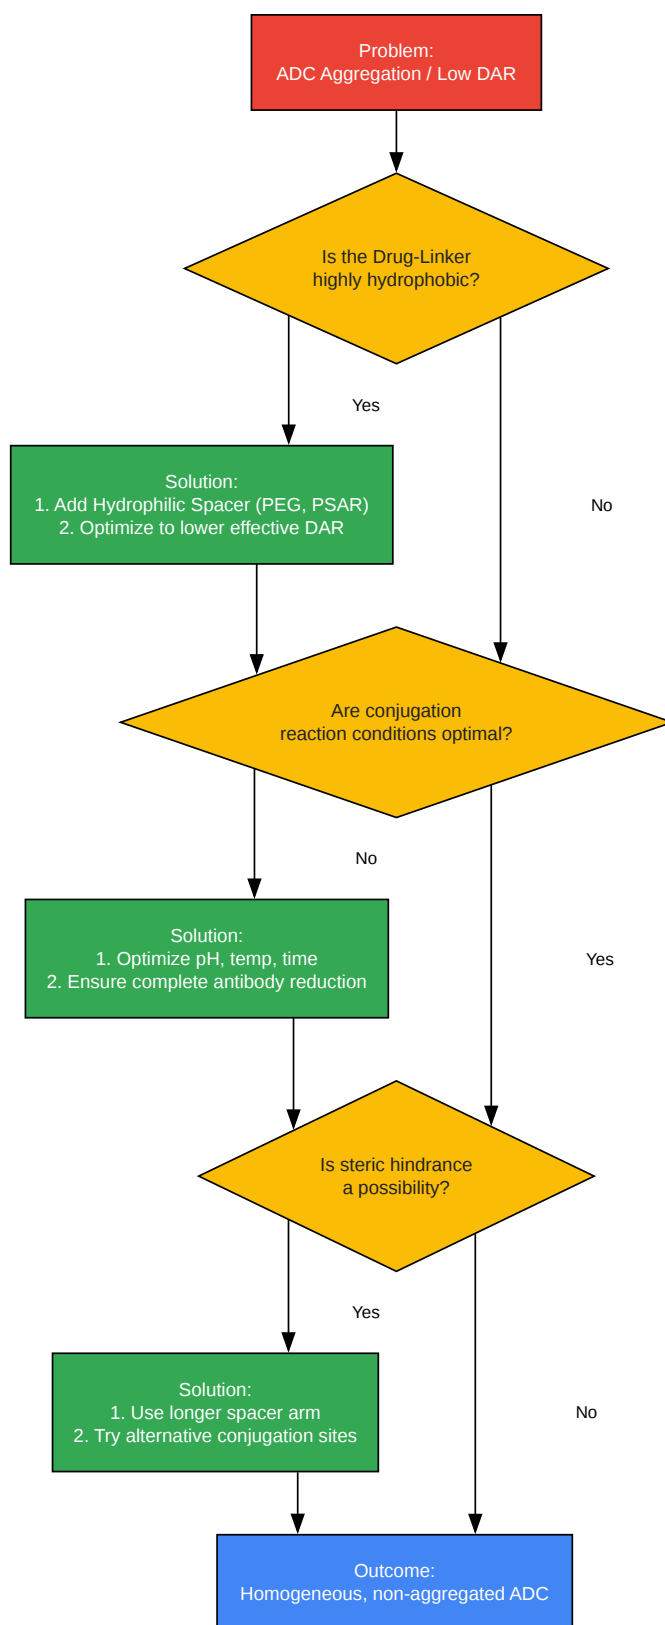 Problem:
ADC Aggregation / Low DAR
Is the Drug-Linker
highly hydrophobic?
Yes
Solution:
1. Add Hydrophilic Spacer (PEG, PSAR)
2. Optimize to lower effective DAR
No
Are conjugation
reaction conditions optimal?
No
Solution:
1. Optimize pH, temp, time
2. Ensure complete antibody reduction
Yes
Is steric hindrance
a possibility?
Yes
Solution:
1. Use longer spacer arm
2. Try alternative conjugation sites
No
Outcome:
Homogeneous, non-aggregated ADC